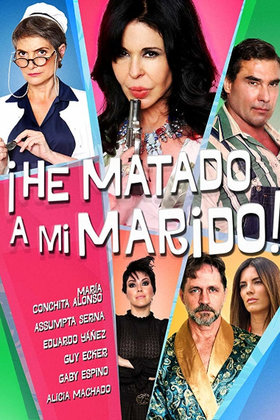 ¡HE MATADO
A MI MARIDO!
MARÍA
CONCHITA ALONSO
ASSUMPTA SERNA
EDUARDO YÁÑEZ
GUY ECKER
GABY ESPINO
ALICIA MACHADO